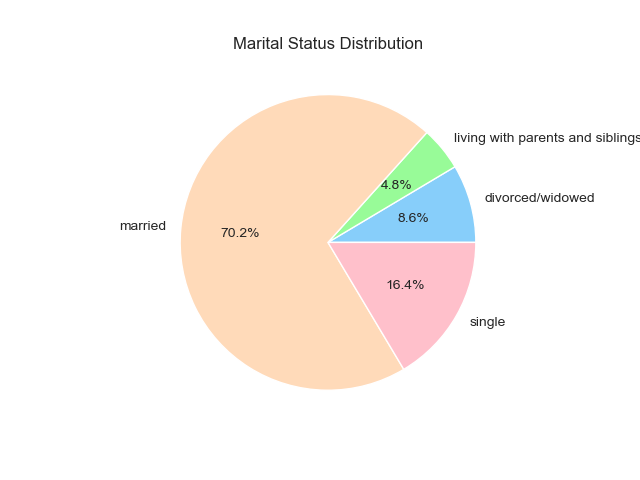 Marital Status Distribution
living with parents and siblings
4.8%
divorced/widowed
8.6%
married
70.2%
16.4%
single